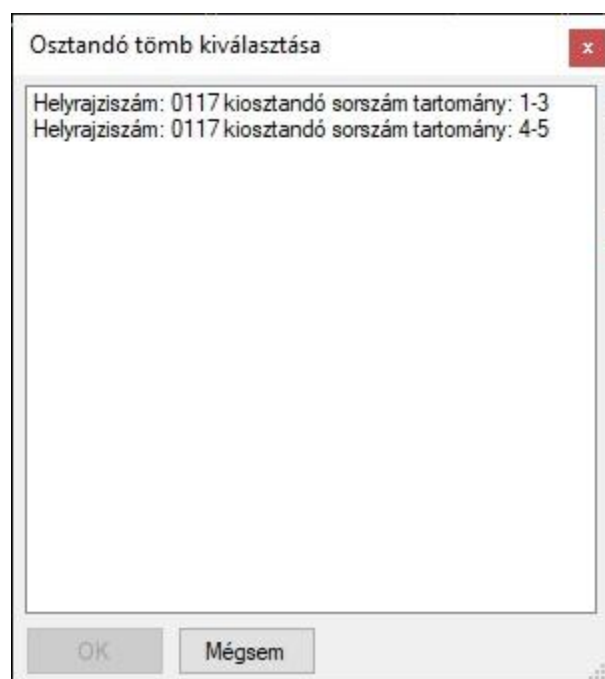 Osztandó tömb kiválasztása
x
Helyrajziszám: 0117 kiosztandó sorszám tartomány: 1-3
Helyrajziszám: 0117 kiosztandó sorszám tartomány: 4-5
OK
Mégsem